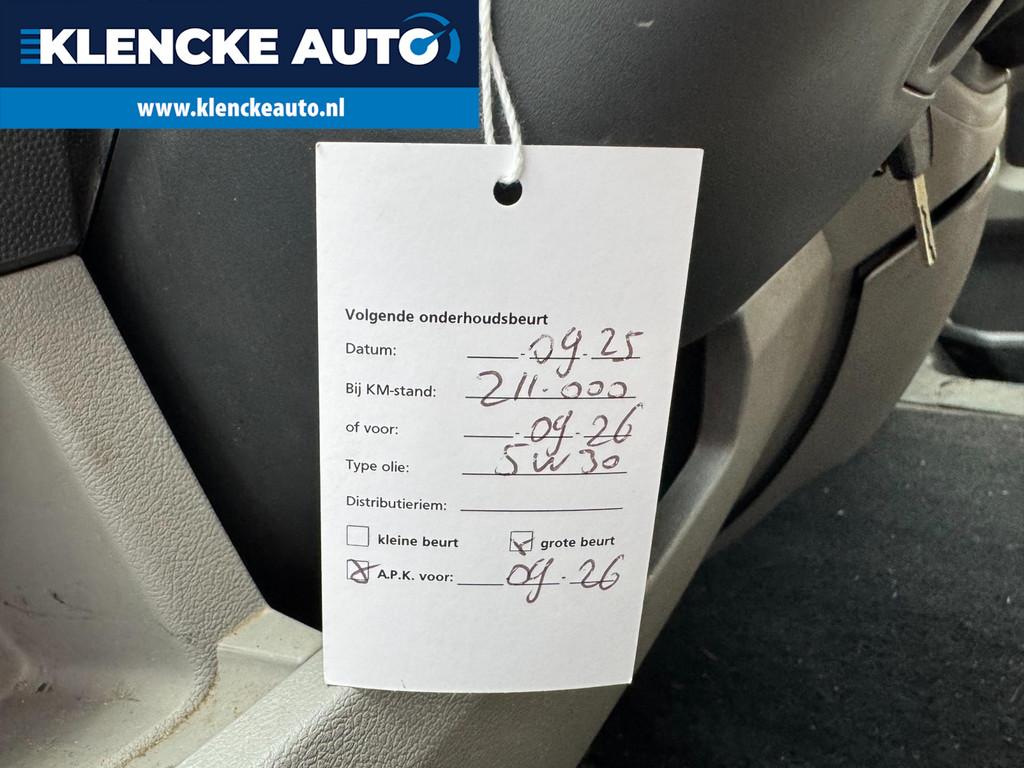 KLENCKE AUTO
www.klenckeauto.nl
Volgende onderhoudsbeurt
Datum: 09.25
Bij KM-stand: 211.000
of voor: 09.26
Type olie: 5W30
Distributieriem:
kleine beurt grote beurt
A.P.K. voor: 09.26